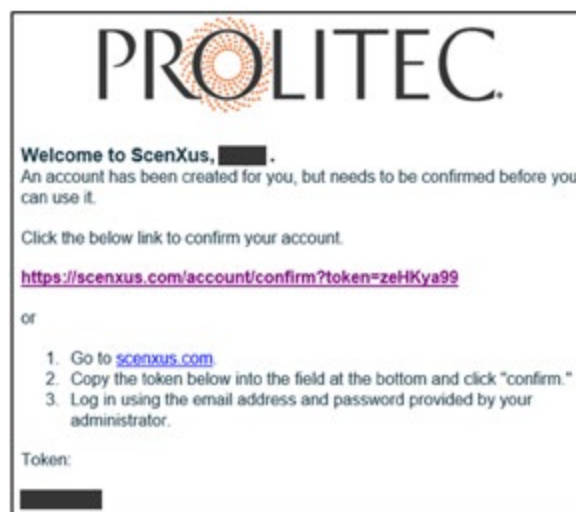 PROLITEC.
Welcome to ScenXus, .
An account has been created for you, but needs to be confirmed before you
can use it.
Click the below link to confirm your account.
https://scenxus.com/account/confirm?token=zeHKya99
or
1. Go to scenxus.com.
2. Copy the token below into the field at the bottom and click "confirm."
3. Log in using the email address and password provided by your
administrator.
Token: